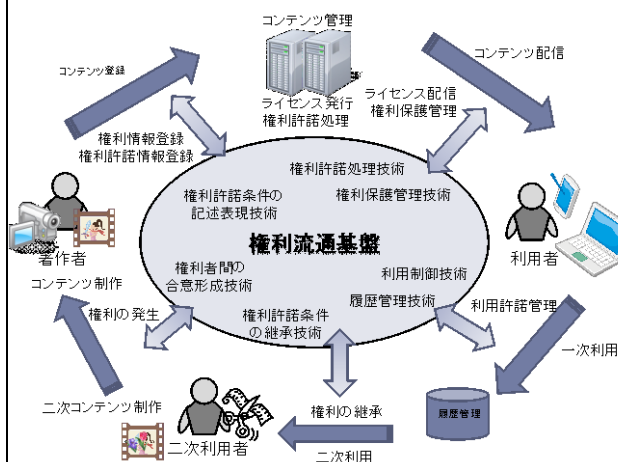 コンテンツ管理
コンテンツ登録
コンテンツ配信
ライセンス発行
権利許諾処理
ライセンス配信
権利保護管理
権利情報登録
権利許諾情報登録
権利許諾処理技術
権利許諾条件の
記述表現技術
権利保護管理技術
権利流通基盤
著作者
利用者
コンテンツ制作
権利者間の
合意形成技術
利用制御技術
履歴管理技術
権利の発生
権利許諾条件
の継承技術
利用許諾管理
一次利用
二次コンテンツ制作
権利の継承
履歴管理
二次利用者
二次利用